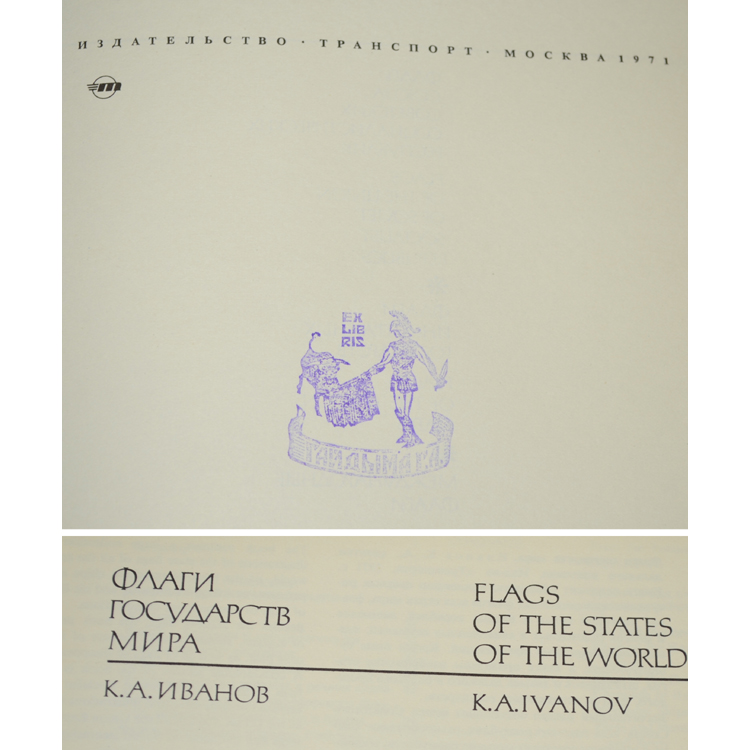 ИЗДАТЕЛЬСТВО · ТРАНСПОРТ · МОСКВА 1971
EX
LIB
RIS
ФЛАГИ
ГОСУДАРСТВ
МИРА
К.А.ИВАНОВ
FLAGS
OF THE STATES
OF THE WORLD
K.A.IVANOV